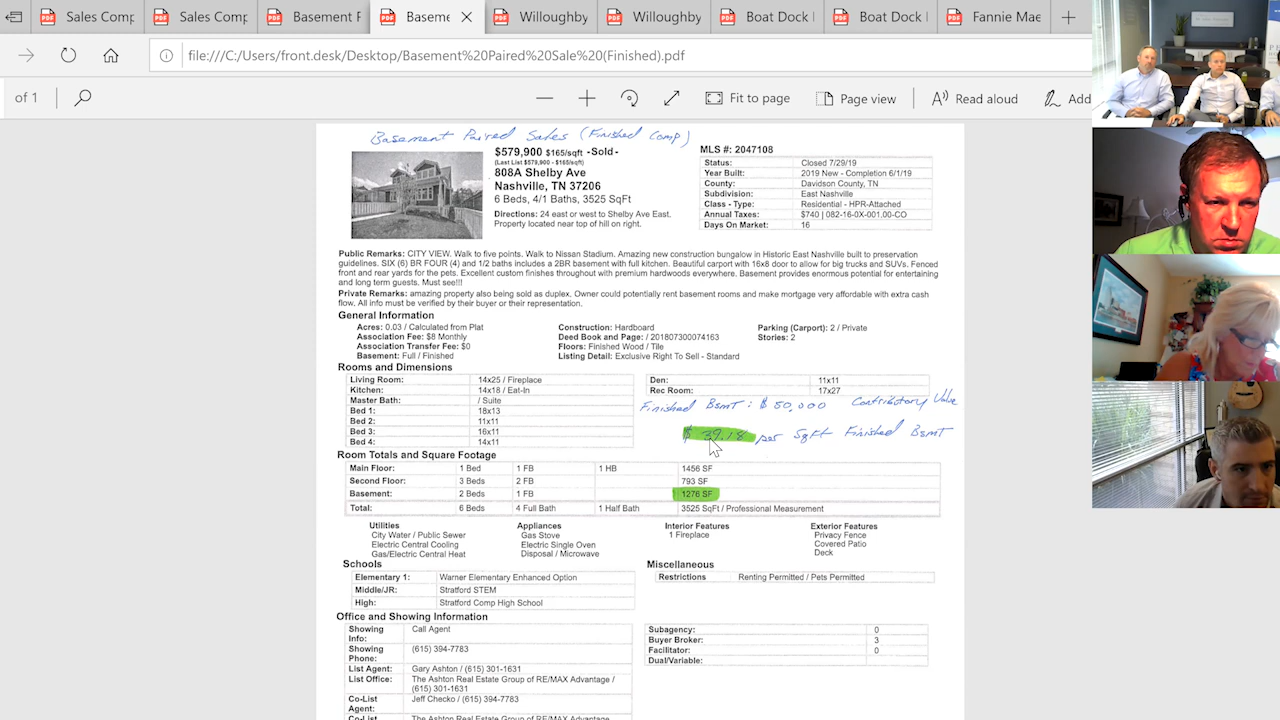 Sales Comp
Sales Comp
Basement P
Baseme
Willoughby
Willoughby
Boat Dock
Boat Dock
Fannie Mae
file:///C:/Users/front.desk/Desktop/Basement%20Paired%20Sale%20(Finished).pdf
of 1
Fit to page
Page view
Read aloud
Add
Basement Paired Sales (Finished Comp)
$579,900 $165/sqft -Sold-
(Last List $579,900 - $165/sqft)
808A Shelby Ave
Nashville, TN 37206
6 Beds, 4/1 Baths, 3525 SqFt
Directions: 24 east or west to Shelby Ave East.
Property located near top of hill on right.
MLS #: 2047108
Status: Closed 7/29/19
Year Built: 2019 New - Completion 6/1/19
County: Davidson County, TN
Subdivision: East Nashville
Class - Type: Residential - HPR-Attached
Annual Taxes: $740 | 082-16-0X-001.00-CO
Days On Market: 16
Public Remarks: CITY VIEW. Walk to five points. Walk to Nissan Stadium. Amazing new construction bungalow in Historic East Nashville built to preservation
guidelines. SIX (6) BR FOUR (4) and 1/2 baths includes a 2BR basement with full kitchen. Beautiful carport with 16x8 door to allow for big trucks and SUVs. Fenced
front and rear yards for the pets. Excellent custom finishes throughout with premium hardwoods everywhere. Basement provides enormous potential for entertaining
and long term guests. Must see!!!
Private Remarks: amazing property also being sold as duplex. Owner could potentially rent basement rooms and make mortgage very affordable with extra cash
flow. All info must be verified by their buyer or their representation.
General Information
Acres: 0.03 / Calculated from Plat
Association Fee: $8 Monthly
Association Transfer Fee: $0
Basement: Full / Finished
Construction: Hardboard
Deed Book and Page: / 201807300074163
Floors: Finished Wood / Tile
Listing Detail: Exclusive Right To Sell - Standard
Parking (Carport): 2 / Private
Stories: 2
Rooms and Dimensions
Living Room: 14x25 / Fireplace
Kitchen: 14x18 / Eat-In
Master Bath: / Suite
Bed 1: 18x13
Bed 2: 11x11
Bed 3: 16x11
Bed 4: 14x11
Den: 11x11
Rec Room: 17x27
Finished Bsmt: $50,000 Contributory Value
$39.18 per SqFt Finished Bsmt
Room Totals and Square Footage
Main Floor: 1 Bed 1 FB 1 HB 1456 SF
Second Floor: 3 Beds 2 FB 793 SF
Basement: 2 Beds 1 FB 1276 SF
Total: 6 Beds 4 Full Bath 1 Half Bath 3525 SqFt / Professional Measurement
Utilities
City Water / Public Sewer
Electric Central Cooling
Gas/Electric Central Heat
Appliances
Gas Stove
Electric Single Oven
Disposal / Microwave
Interior Features
1 Fireplace
Exterior Features
Privacy Fence
Covered Patio
Deck
Schools
Elementary 1: Warner Elementary Enhanced Option
Middle/JR: Stratford STEM
High: Stratford Comp High School
Miscellaneous
Restrictions Renting Permitted / Pets Permitted
Office and Showing Information
Showing Info: Call Agent
Showing Phone: (615) 394-7783
List Agent: Gary Ashton / (615) 301-1631
List Office: The Ashton Real Estate Group of RE/MAX Advantage /
(615) 301-1631
Co-List Agent: Jeff Checko / (615) 394-7783
Co-List The Ashton Real Estate Group of RE/MAX Advantage
Subagency: 0
Buyer Broker: 3
Facilitator: 0
Dual/Variable: